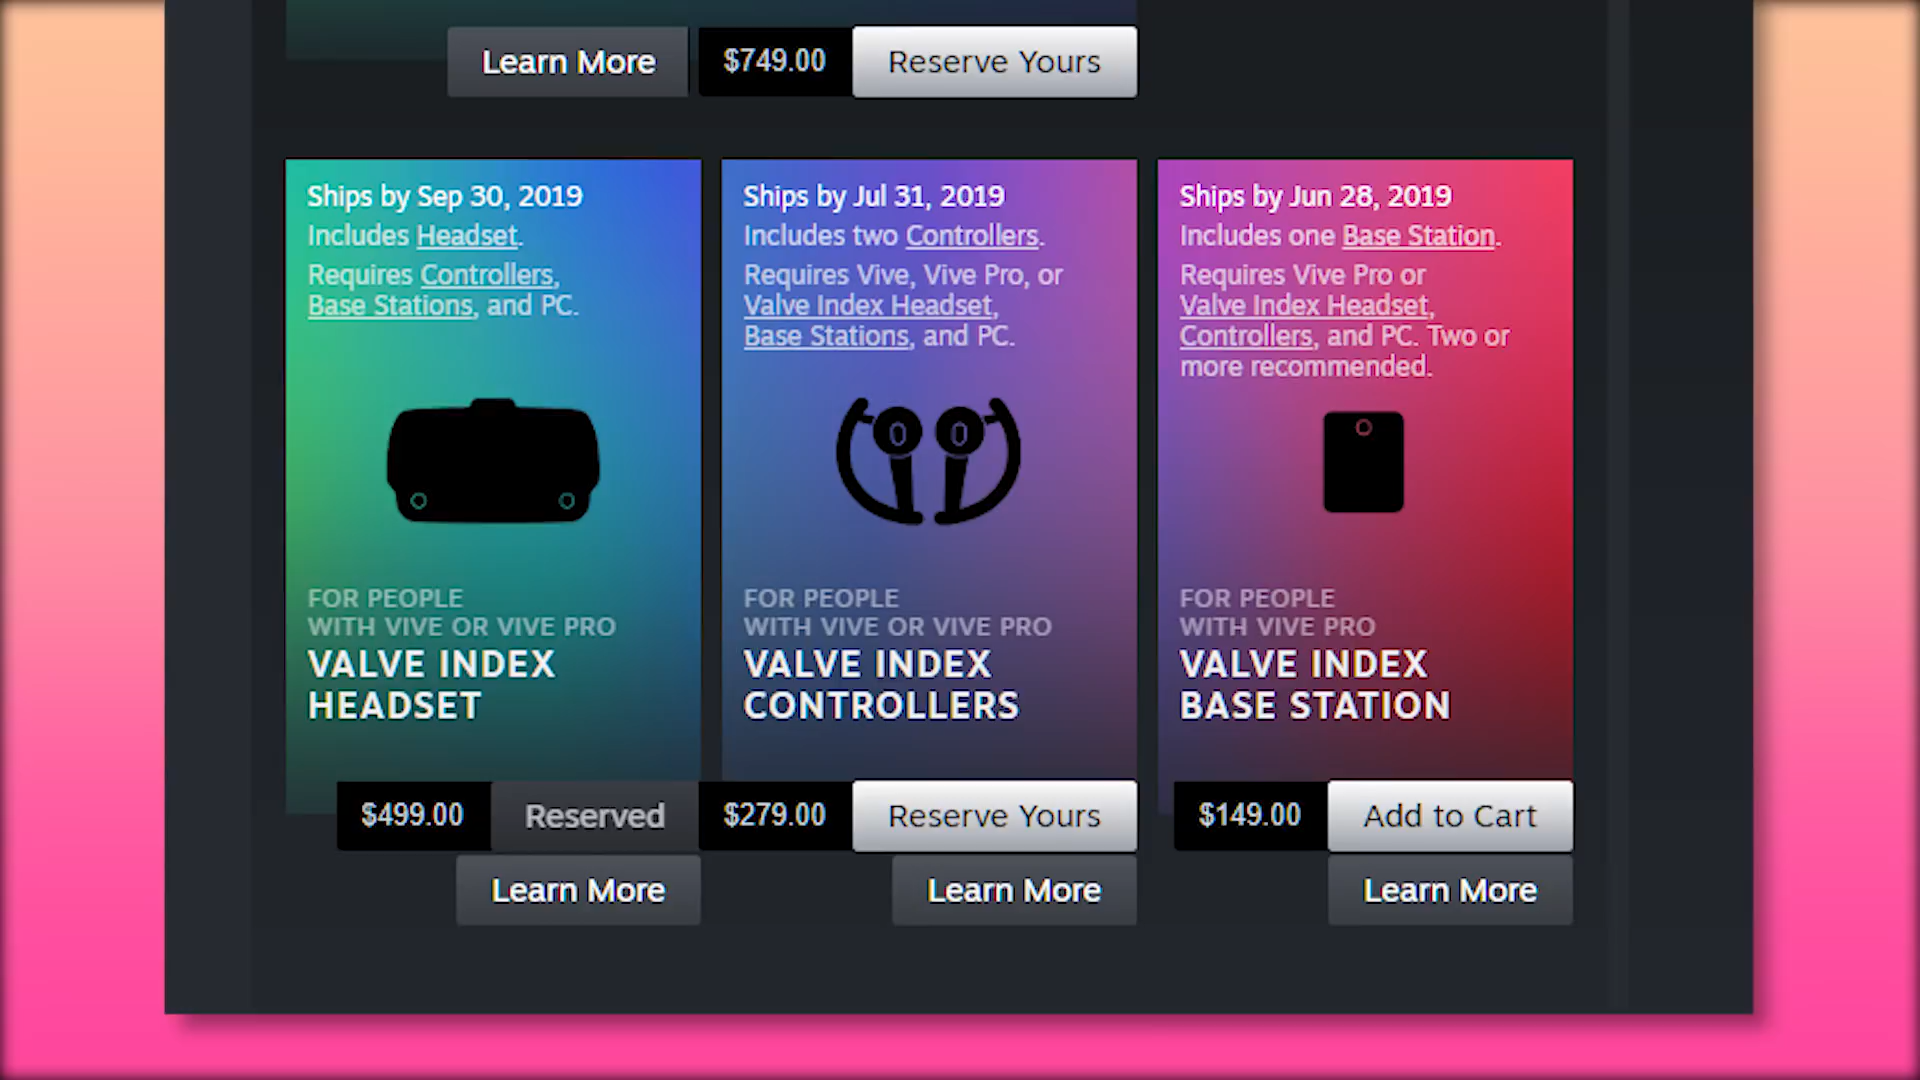 Learn More $749.00 Reserve Yours
Ships by Sep 30, 2019
Includes Headset.
Requires Controllers,
Base Stations, and PC.
FOR PEOPLE
WITH VIVE OR VIVE PRO
VALVE INDEX
HEADSET
$499.00 Reserved
Learn More
Ships by Jul 31, 2019
Includes two Controllers.
Requires Vive, Vive Pro, or
Valve Index Headset,
Base Stations, and PC.
FOR PEOPLE
WITH VIVE OR VIVE PRO
VALVE INDEX
CONTROLLERS
$279.00 Reserve Yours
Learn More
Ships by Jun 28, 2019
Includes one Base Station.
Requires Vive Pro or
Valve Index Headset,
Controllers, and PC. Two or
more recommended.
FOR PEOPLE
WITH VIVE PRO
VALVE INDEX
BASE STATION
$149.00 Add to Cart
Learn More